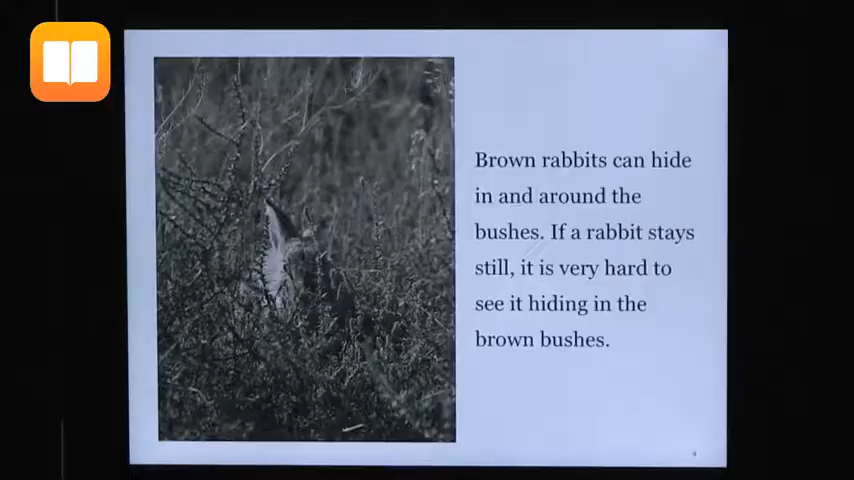 Brown rabbits can hide
in and around the
bushes. If a rabbit stays
still, it is very hard to
see it hiding in the
brown bushes.